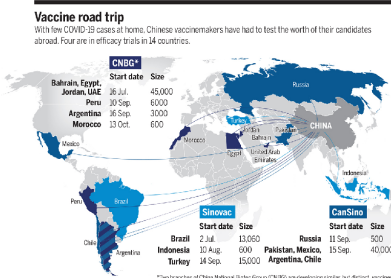 Vaccine road trip
With few COVID-19 cases at home, Chinese vaccinemakers have had to test the worth of their candidates
abroad. Four are in efficacy trials in 14 countries.
CNBG*
Start date Size
Bahrain, Egypt,
Jordan, UAE 16 Jul. 45,000
Peru 10 Sep. 6000
Argentina 16 Sep. 3000
Morocco 13 Oct. 600
Russia
Turkey
CHINA
Jordan
Pakistan
Morocco
Bahrain
Egypt
United Arab
Emirates
Mexico
Indonesia
Peru
Brazil
Chile
Argentina
Sinovac
Start date Size
Brazil 2 Jul. 13,060
Indonesia 10 Aug. 600
Turkey 14 Sep. 15,000
CanSino
Start date Size
Russia 11 Sep. 500
Pakistan, Mexico, 15 Sep. 40,000
Argentina, Chile